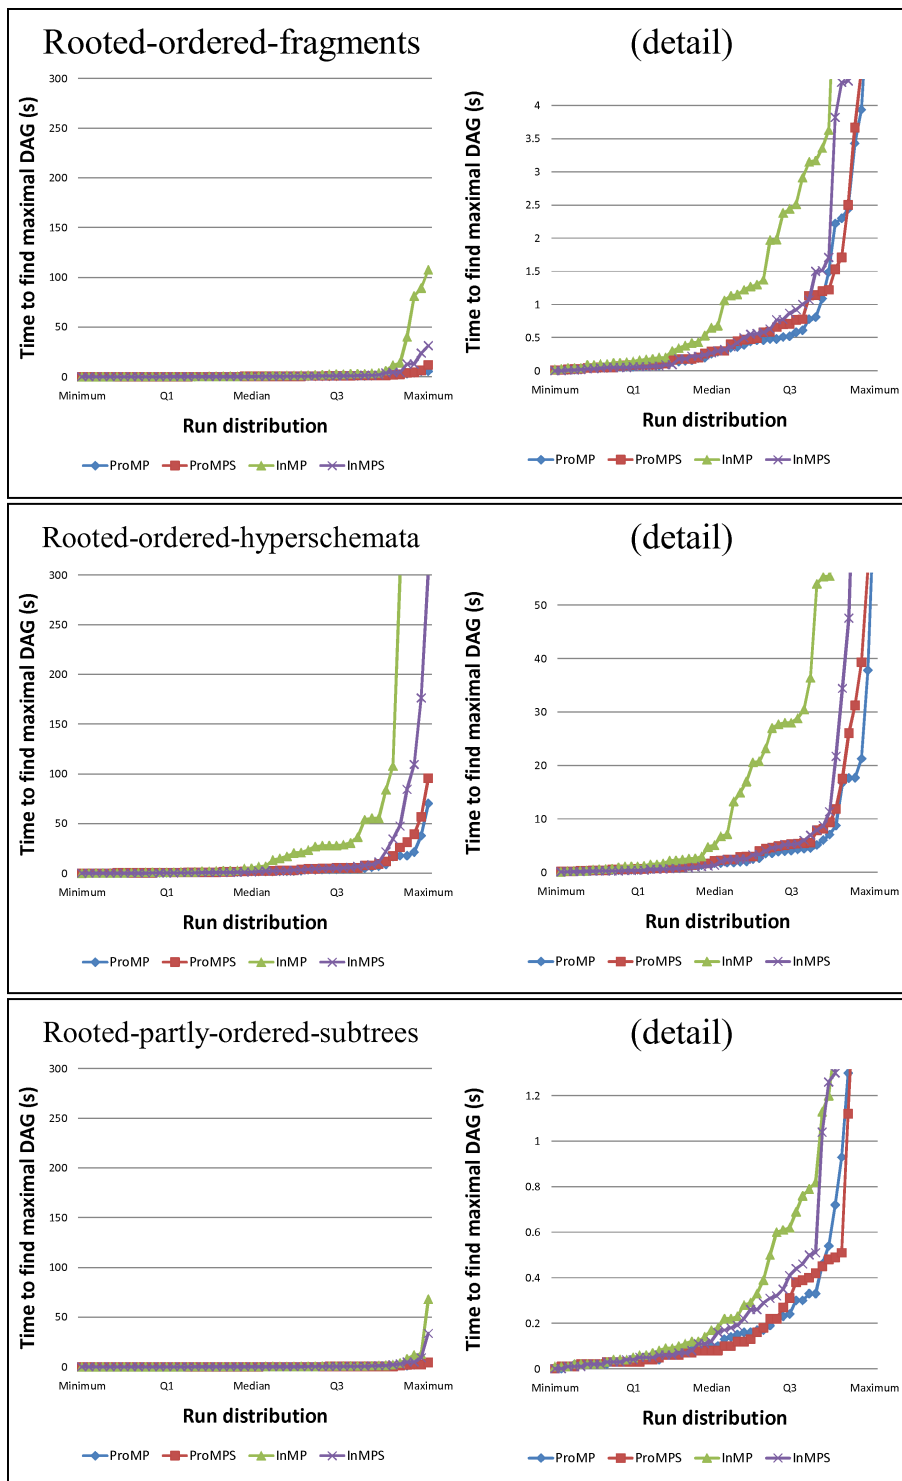 Rooted-ordered-fragments
(detail)
Time to find maximal DAG (s)
300
250
200
150
100
50
0
Minimum Q1 Median Q3 Maximum
Run distribution
ProMP ProMPS InMP InMPS
Time to find maximal DAG (s)
4
3.5
3
2.5
2
1.5
1
0.5
0
Minimum Q1 Median Q3 Maximum
Run distribution
ProMP ProMPS InMP InMPS
Rooted-ordered-hyperschemata
(detail)
Time to find maximal DAG (s)
300
250
200
150
100
50
0
Minimum Q1 Median Q3 Maximum
Run distribution
ProMP ProMPS InMP InMPS
Time to find maximal DAG (s)
50
40
30
20
10
0
Minimum Q1 Median Q3 Maximum
Run distribution
ProMP ProMPS InMP InMPS
Rooted-partly-ordered-subtrees
(detail)
Time to find maximal DAG (s)
300
250
200
150
100
50
0
Minimum Q1 Median Q3 Maximum
Run distribution
ProMP ProMPS InMP InMPS
Time to find maximal DAG (s)
1.2
1
0.8
0.6
0.4
0.2
0
Minimum Q1 Median Q3 Maximum
Run distribution
ProMP ProMPS InMP InMPS